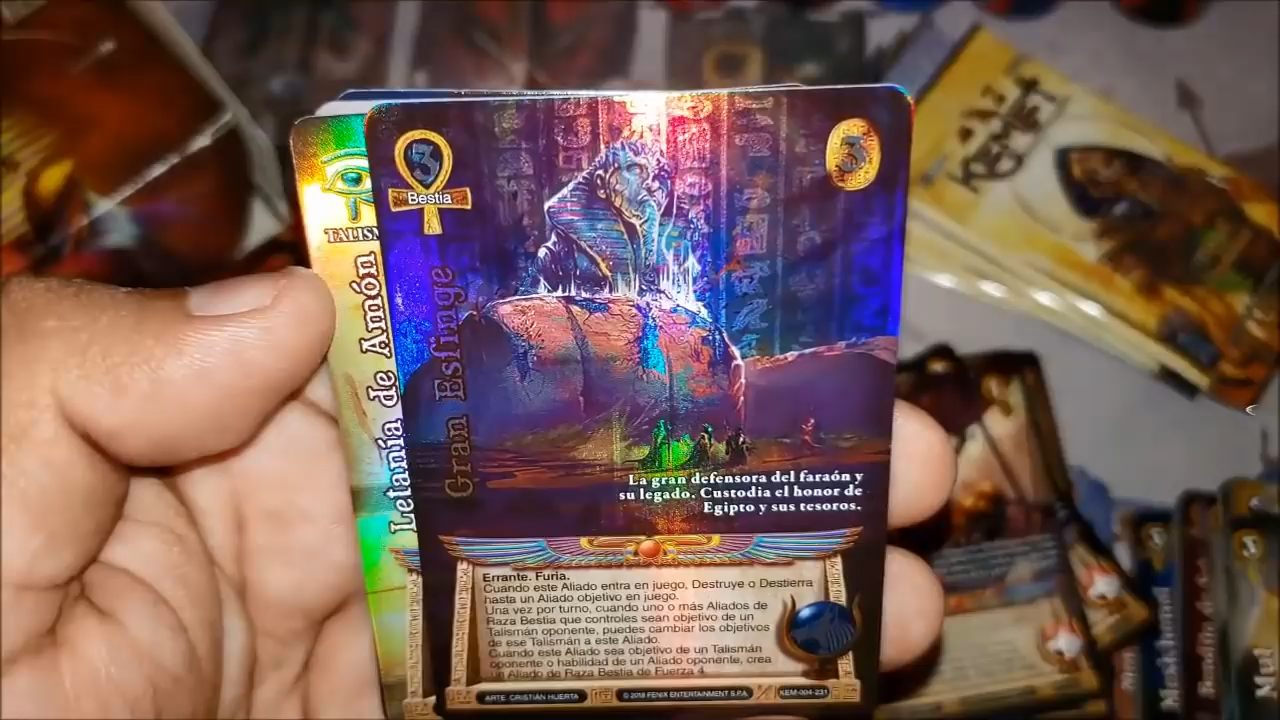 3
Bestia
3
TALISM
Letanía de Amón
Gran Esfinge
La gran defensora del faraón y
su legado. Custodia el honor de
Egipto y sus tesoros.
Errante. Furia.
Cuando este Aliado entra en juego, Destruye o Destierra
hasta un Aliado objetivo en juego.
Una vez por turno, cuando uno o más Aliados de
Raza Bestia que controles sean objetivo de un
Talismán oponente, puedes cambiar los objetivos
de ese Talismán a este Aliado.
Cuando este Aliado sea objetivo de un Talismán
oponente o habilidad de un Aliado oponente, crea
un Aliado de Raza Bestia de Fuerza 4
ARTE: CRISTIÁN HUERTA
© 2018 FENIX ENTERTAINMENT S.P.A.
KEM-004-231
KEMET
Mut